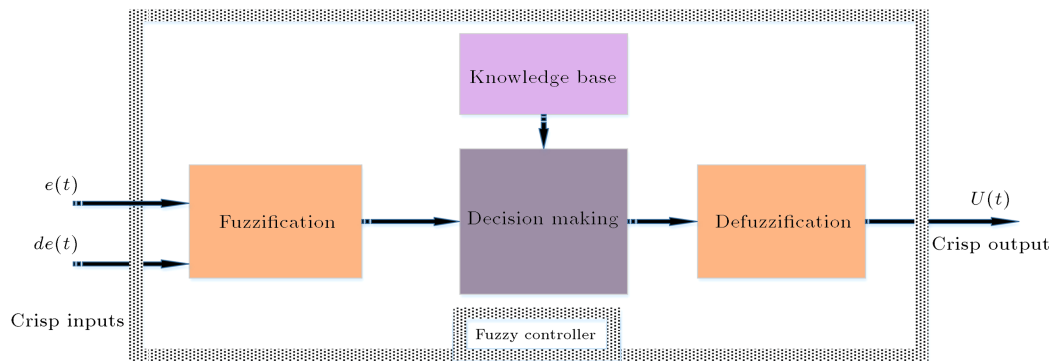 Knowledge base
e(t)
Fuzzification
Decision making
Defuzzification
U(t)
de(t)
Crisp output
Crisp inputs
Fuzzy controller